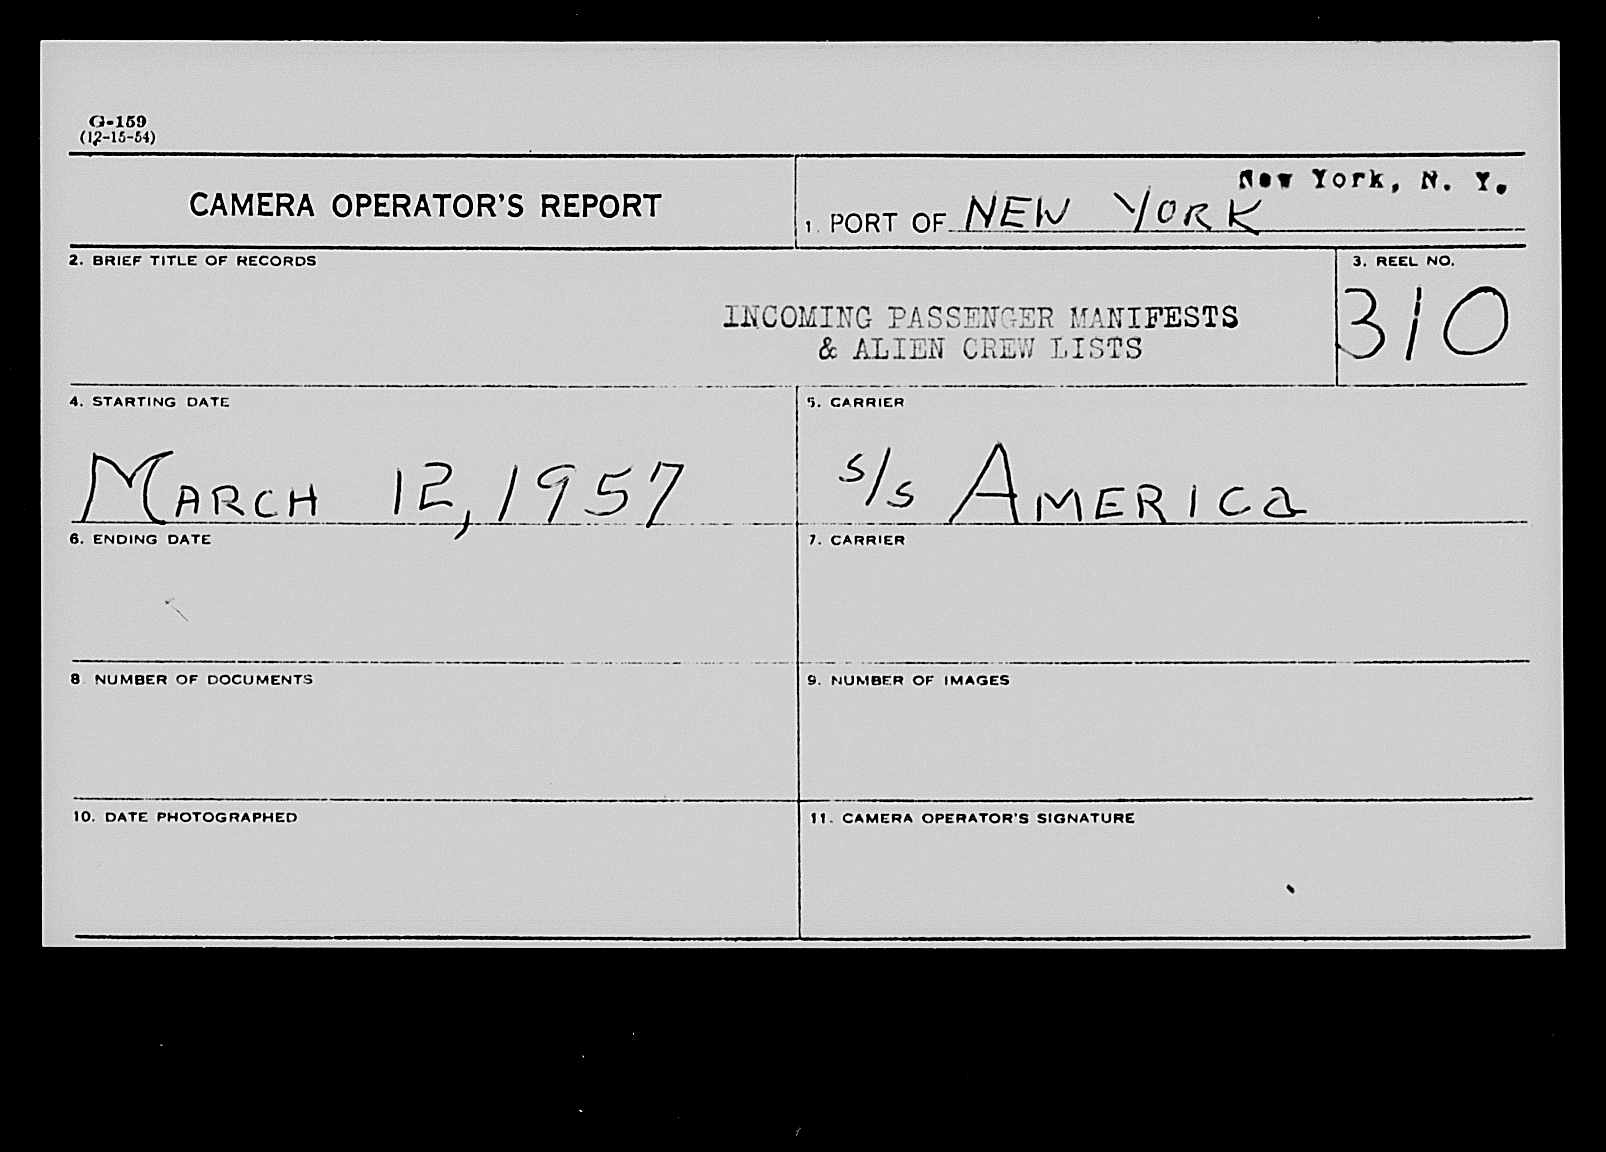 G-159
(12-15-54)
CAMERA OPERATOR'S REPORT
New York, N. Y.
1. PORT OF NEW YORK
2. BRIEF TITLE OF RECORDS
INCOMING PASSENGER MANIFESTS
& ALIEN CREW LISTS
3. REEL NO.
310
4. STARTING DATE
MARCH 12, 1957
5. CARRIER
s/s AMERICa
6. ENDING DATE
7. CARRIER
8 NUMBER OF DOCUMENTS
9. NUMBER OF IMAGES
10. DATE PHOTOGRAPHED
11. CAMERA OPERATOR'S SIGNATURE